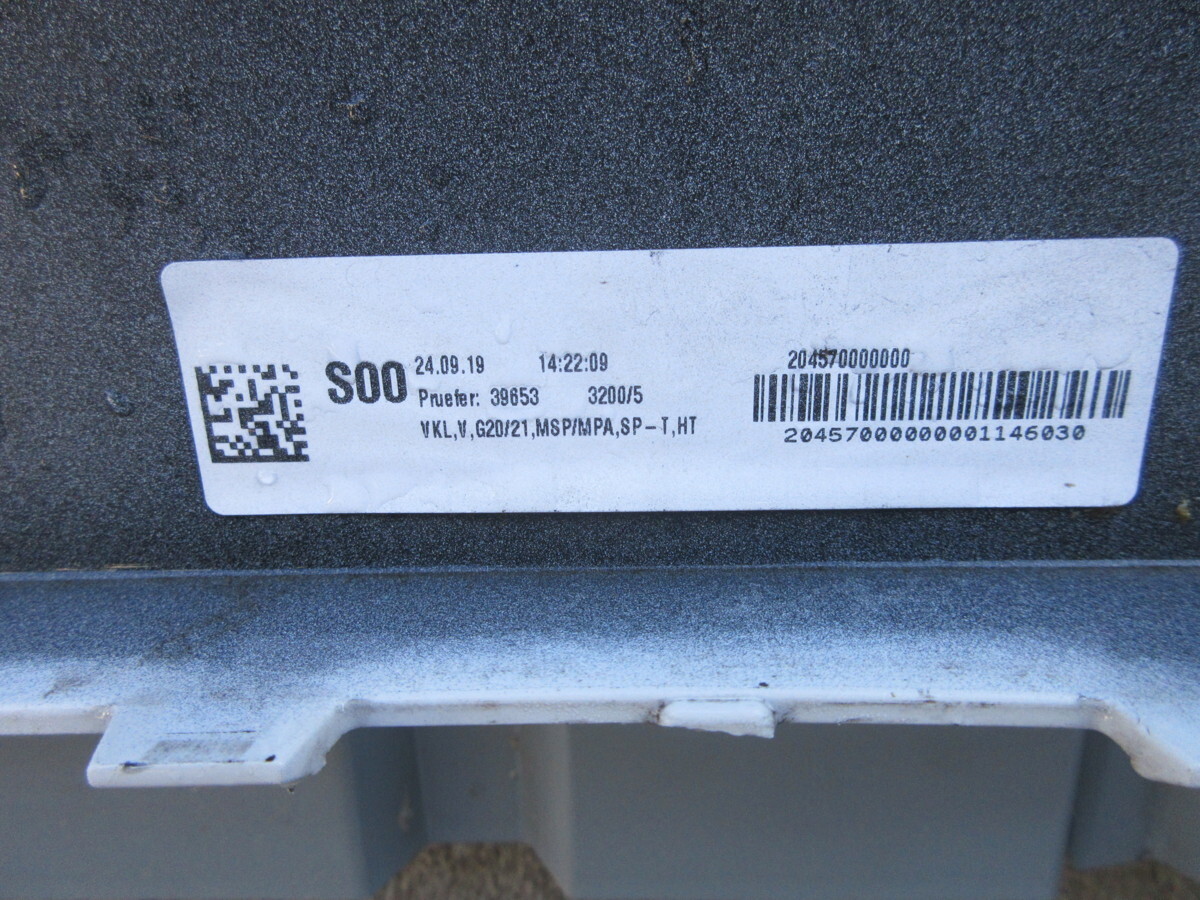 S00
24.09.19 14:22:09
Pruefer: 39653 3200/5
VKL,V,G20/21,MSP/MPA,SP-T,HT
204570000000
20457000000001146030